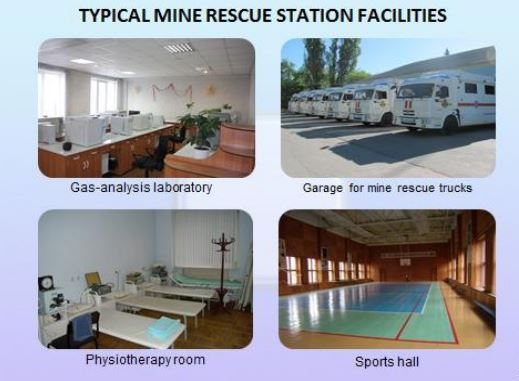 TYPICAL MINE RESCUE STATION FACILITIES
Gas-analysis laboratory
Garage for mine rescue trucks
Physiotherapy room
Sports hall